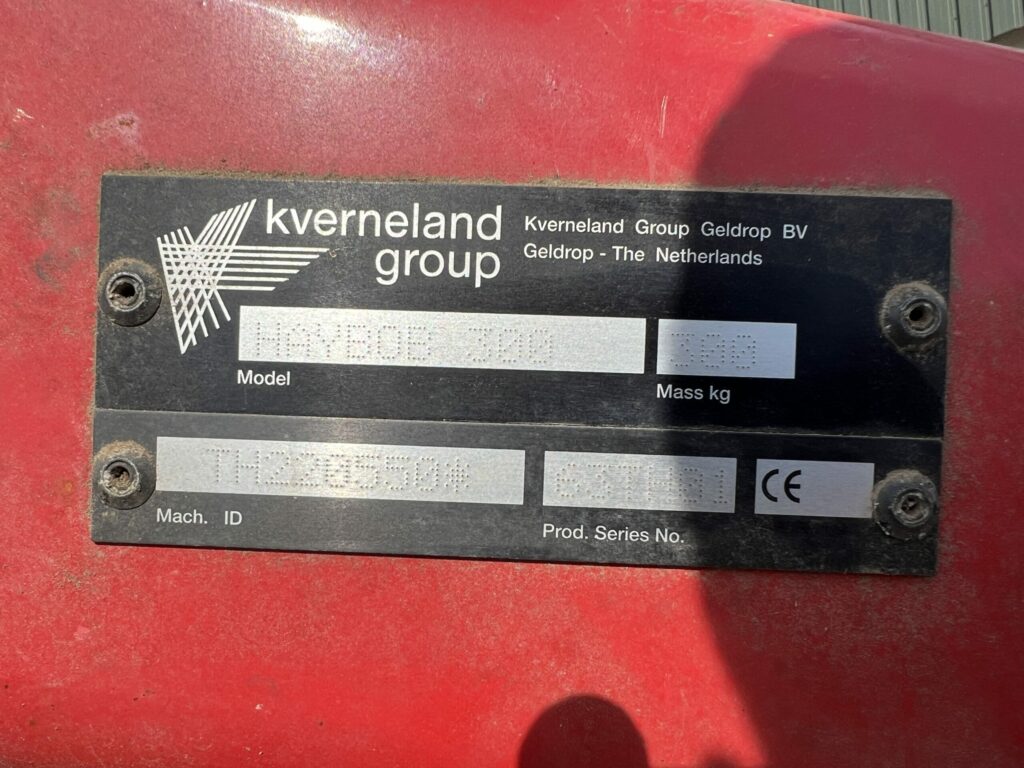 kverneland
group
Kverneland Group Geldrop BV
Geldrop - The Netherlands
HAYBOB 300
Model
300
Mass kg
Mach. ID
Prod. Series No.
CE